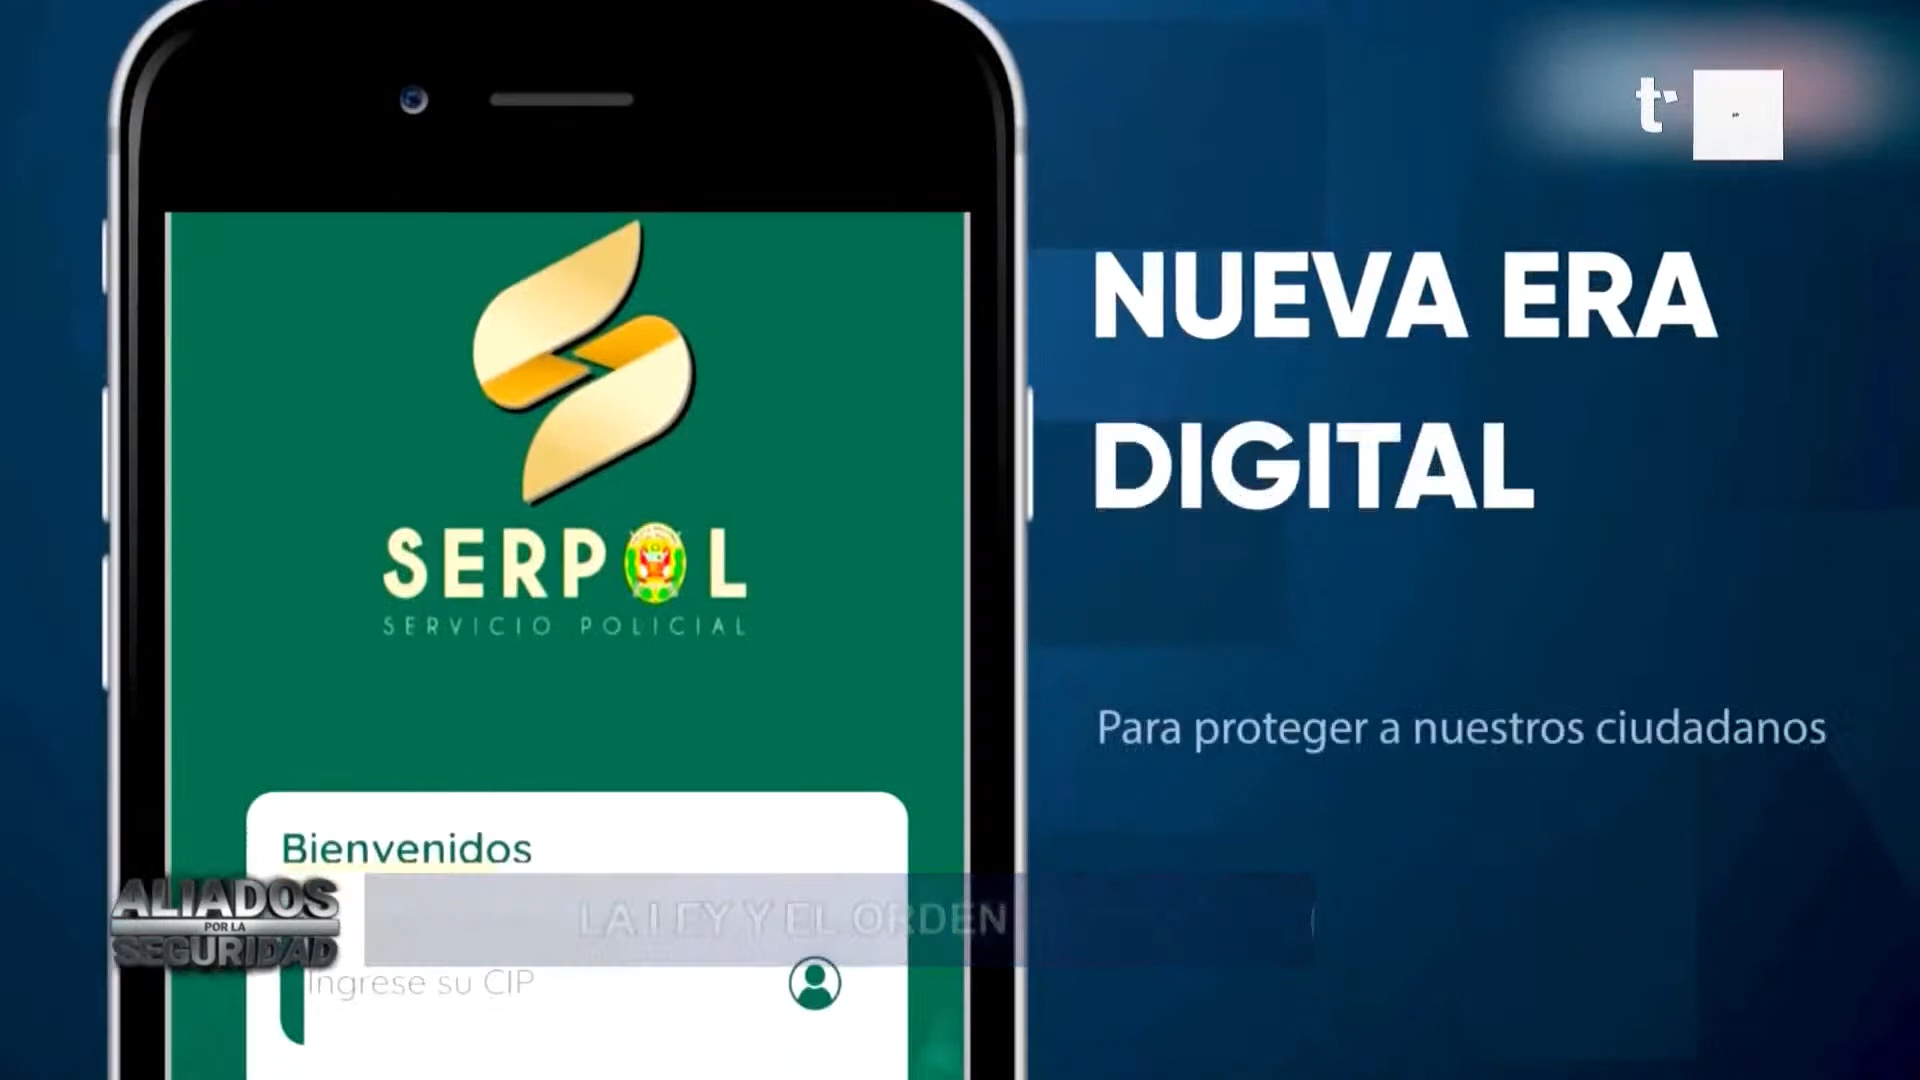 NUEVA ERA
DIGITAL
Para proteger a nuestros ciudadanos
SERPOL
SERVICIO POLICIAL
Bienvenidos
ALIADOS
POR LA
SEGURIDAD
LA LEY Y EL ORDEN
Ingrese su CIP